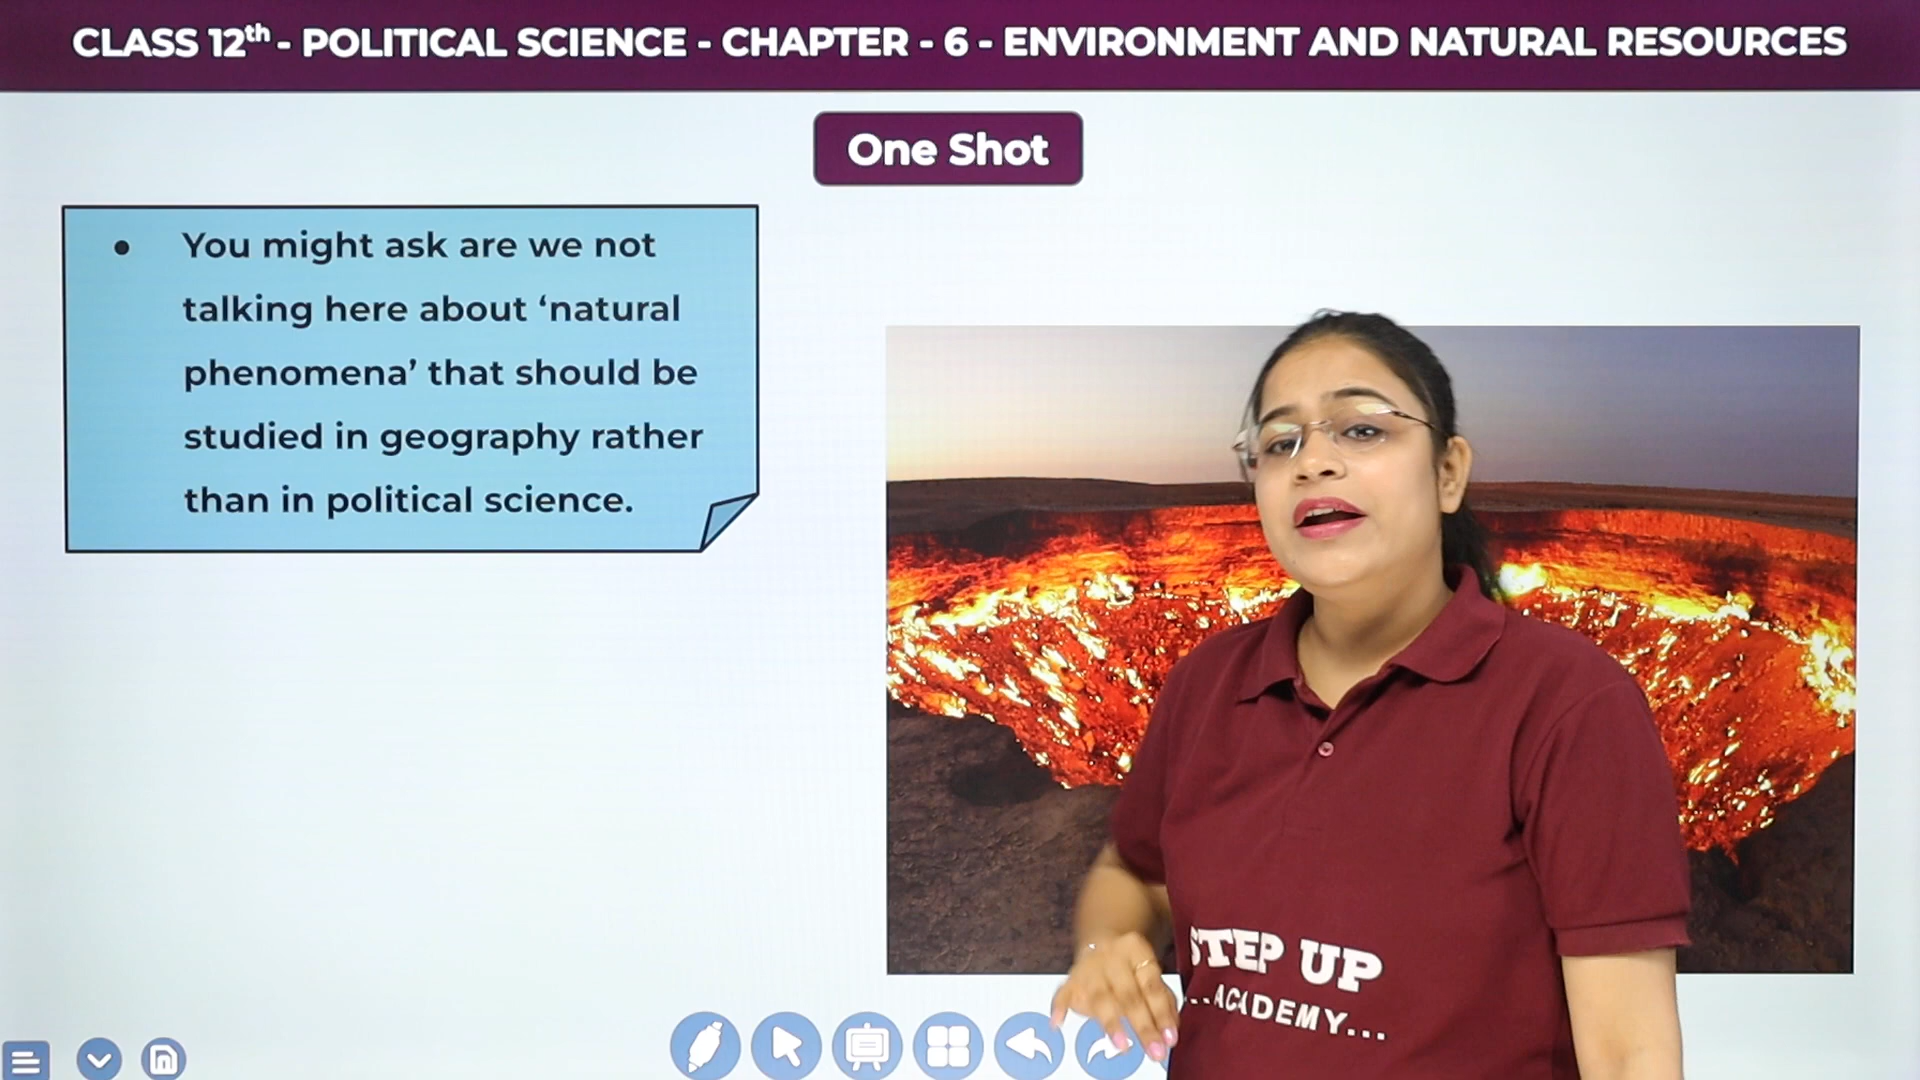 CLASS 12th - POLITICAL SCIENCE - CHAPTER - 6 - ENVIRONMENT AND NATURAL RESOURCES
One Shot
● You might ask are we not
talking here about ‘natural
phenomena’ that should be
studied in geography rather
than in political science.
STEP UP
...ACADEMY...